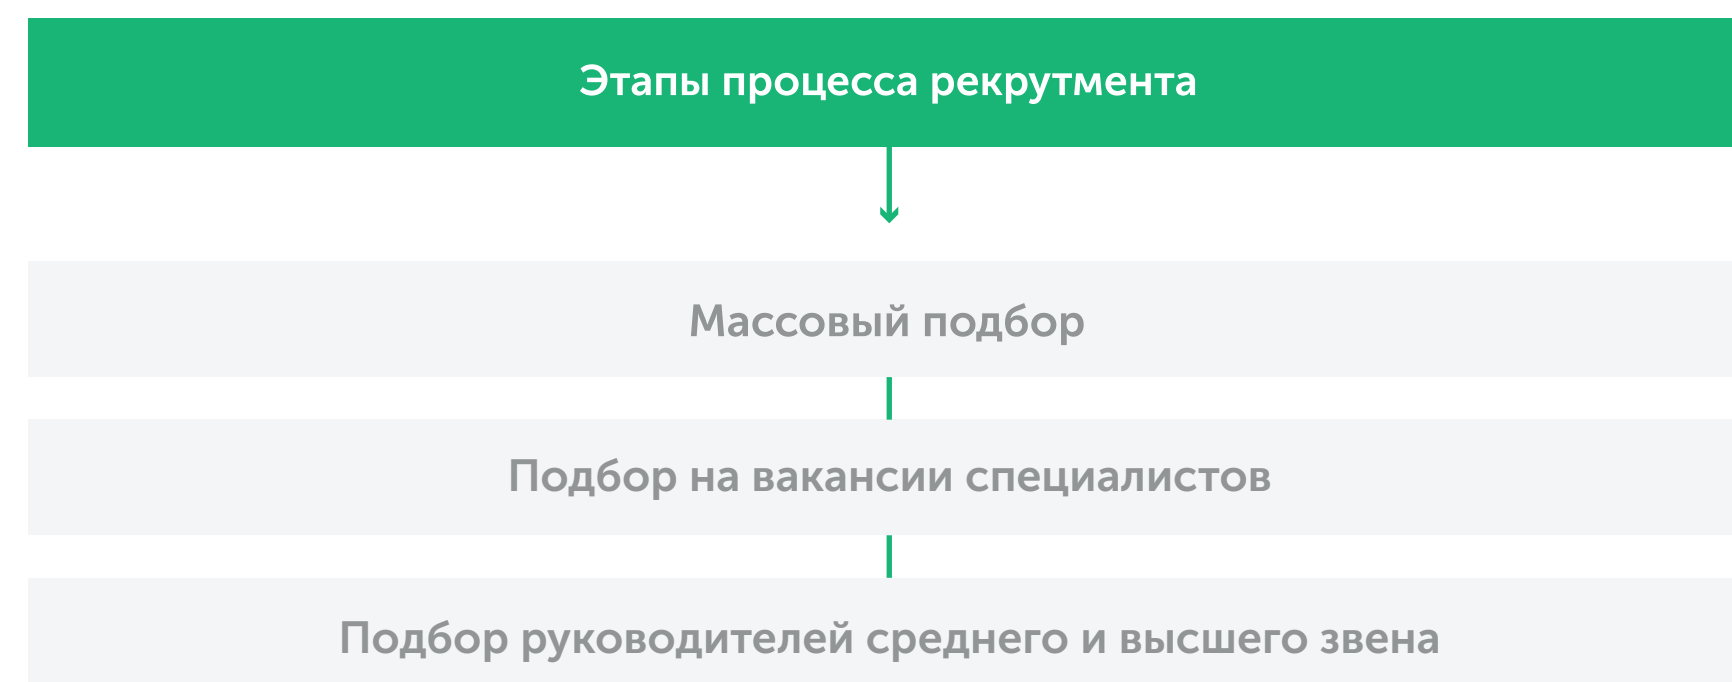 Этапы процесса рекрутмента
Массовый подбор
Подбор на вакансии специалистов
Подбор руководителей среднего и высшего звена